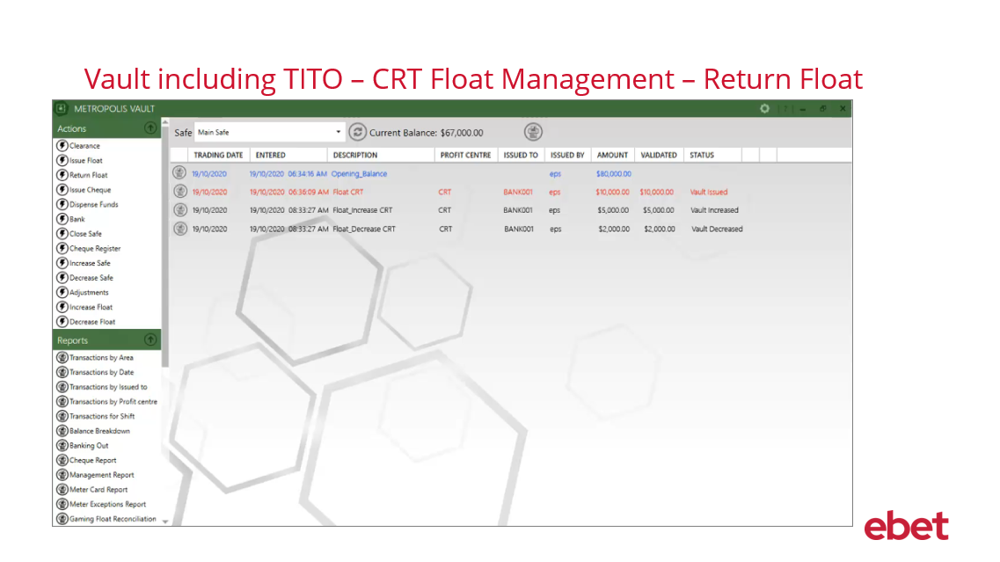 Vault including TITO – CRT Float Management – Return Float
METROPOLIS VAULT
Actions
Clearance
Issue Float
Return Float
Issue Cheque
Dispense Funds
Bank
Close Safe
Cheque Register
Increase Safe
Decrease Safe
Adjustments
Increase Float
Decrease Float
Reports
Transactions by Area
Transactions by Date
Transactions by Issued to
Transactions by Profit centre
Transactions for Shift
Balance Breakdown
Banking Out
Cheque Report
Management Report
Meter Card Report
Meter Exceptions Report
Gaming Float Reconciliation
Safe Main Safe Current Balance: $67,000.00
TRADING DATE ENTERED DESCRIPTION PROFIT CENTRE ISSUED TO ISSUED BY AMOUNT VALIDATED STATUS
19/10/2020 19/10/2020 06:34:16 AM Opening_Balance eps $80,000.00
19/10/2020 19/10/2020 06:36:09 AM Float CRT CRT BANK001 eps $10,000.00 $10,000.00 Vault Issued
19/10/2020 19/10/2020 08:33:27 AM Float_Increase CRT CRT BANK001 eps $5,000.00 $5,000.00 Vault Increased
19/10/2020 19/10/2020 08:33:27 AM Float_Decrease CRT CRT BANK001 eps $2,000.00 $2,000.00 Vault Decreased
ebet